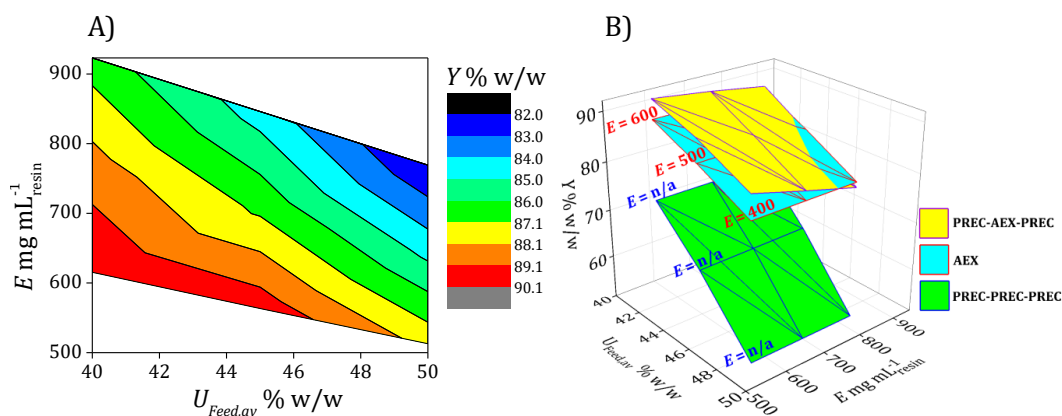 A)
E mg mL⁻¹resin
900
800
700
600
500
40
42
44
46
48
50
U Feed,av % w/w
Y % w/w
82.0
83.0
84.0
85.0
86.0
87.1
88.1
89.1
90.1
B)
Y % w/w
90
80
70
60
E = 600
E = 500
E = 400
E = n/a
E = n/a
E = n/a
40
42
44
46
48
50
U Feed,av % w/w
500
600
700
800
900
E mg mL⁻¹resin
PREC-AEX-PREC
AEX
PREC-PREC-PREC